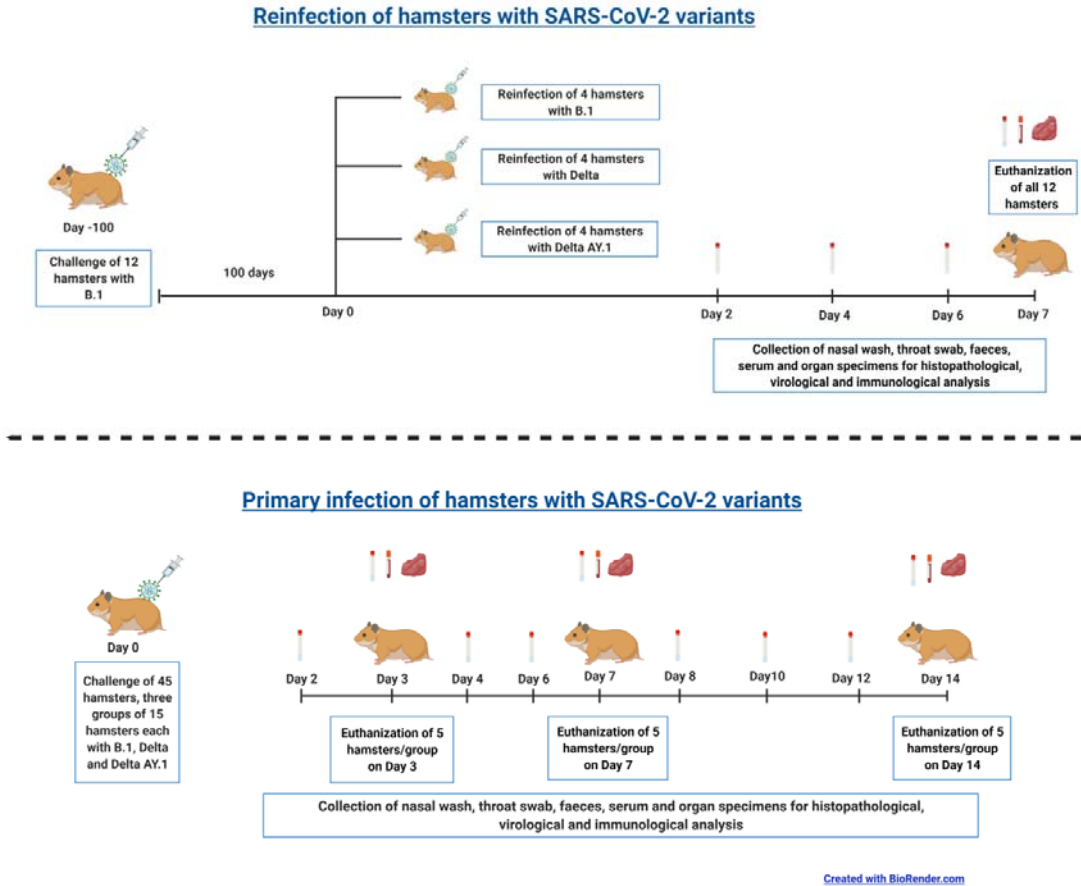 Reinfection of hamsters with SARS-CoV-2 variants
Reinfection of 4 hamsters
with B.1
Reinfection of 4 hamsters
with Delta
Reinfection of 4 hamsters
with Delta AY.1
Day -100
Challenge of 12
hamsters with
B.1
100 days
Day 0
Euthanization
of all 12
hamsters
Day 2
Day 4
Day 6
Day 7
Collection of nasal wash, throat swab, faeces,
serum and organ specimens for histopathological,
virological and immunological analysis
Primary infection of hamsters with SARS-CoV-2 variants
Day 0
Challenge of 45
hamsters, three
groups of 15
hamsters each
with B.1, Delta
and Delta AY.1
Day 2
Day 3
Day 4
Day 6
Day 7
Day 8
Day10
Day 12
Day 14
Euthanization of 5
hamsters/group
on Day 3
Euthanization of 5
hamsters/group
on Day 7
Euthanization of 5
hamsters/group
on Day 14
Collection of nasal wash, throat swab, faeces, serum and organ specimens for histopathological,
virological and immunological analysis
Created with BioRender.com